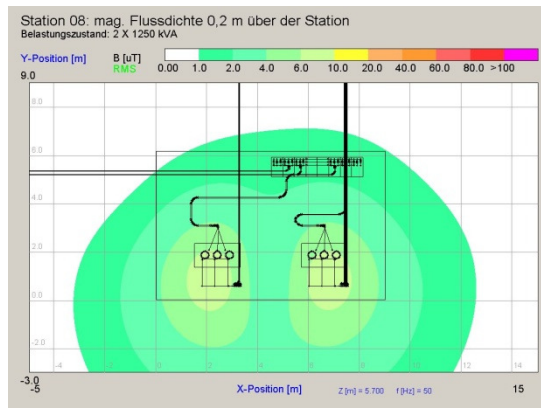 Station 08: mag. Flussdichte 0,2 m über der Station
Belastungszustand: 2 X 1250 kVA
Y-Position [m]
B [uT]
RMS
0.00 1.0 2.0 4.0 6.0 10.0 20.0 40.0 60.0 80.0 >100
9.0
8.0
6.0
4.0
2.0
0.0
-2.0
-4 -2 0 2 4 6 8 10 12 14
-3.0
-5
X-Position [m]
Z [m] = 5.700 f [Hz] = 50
15